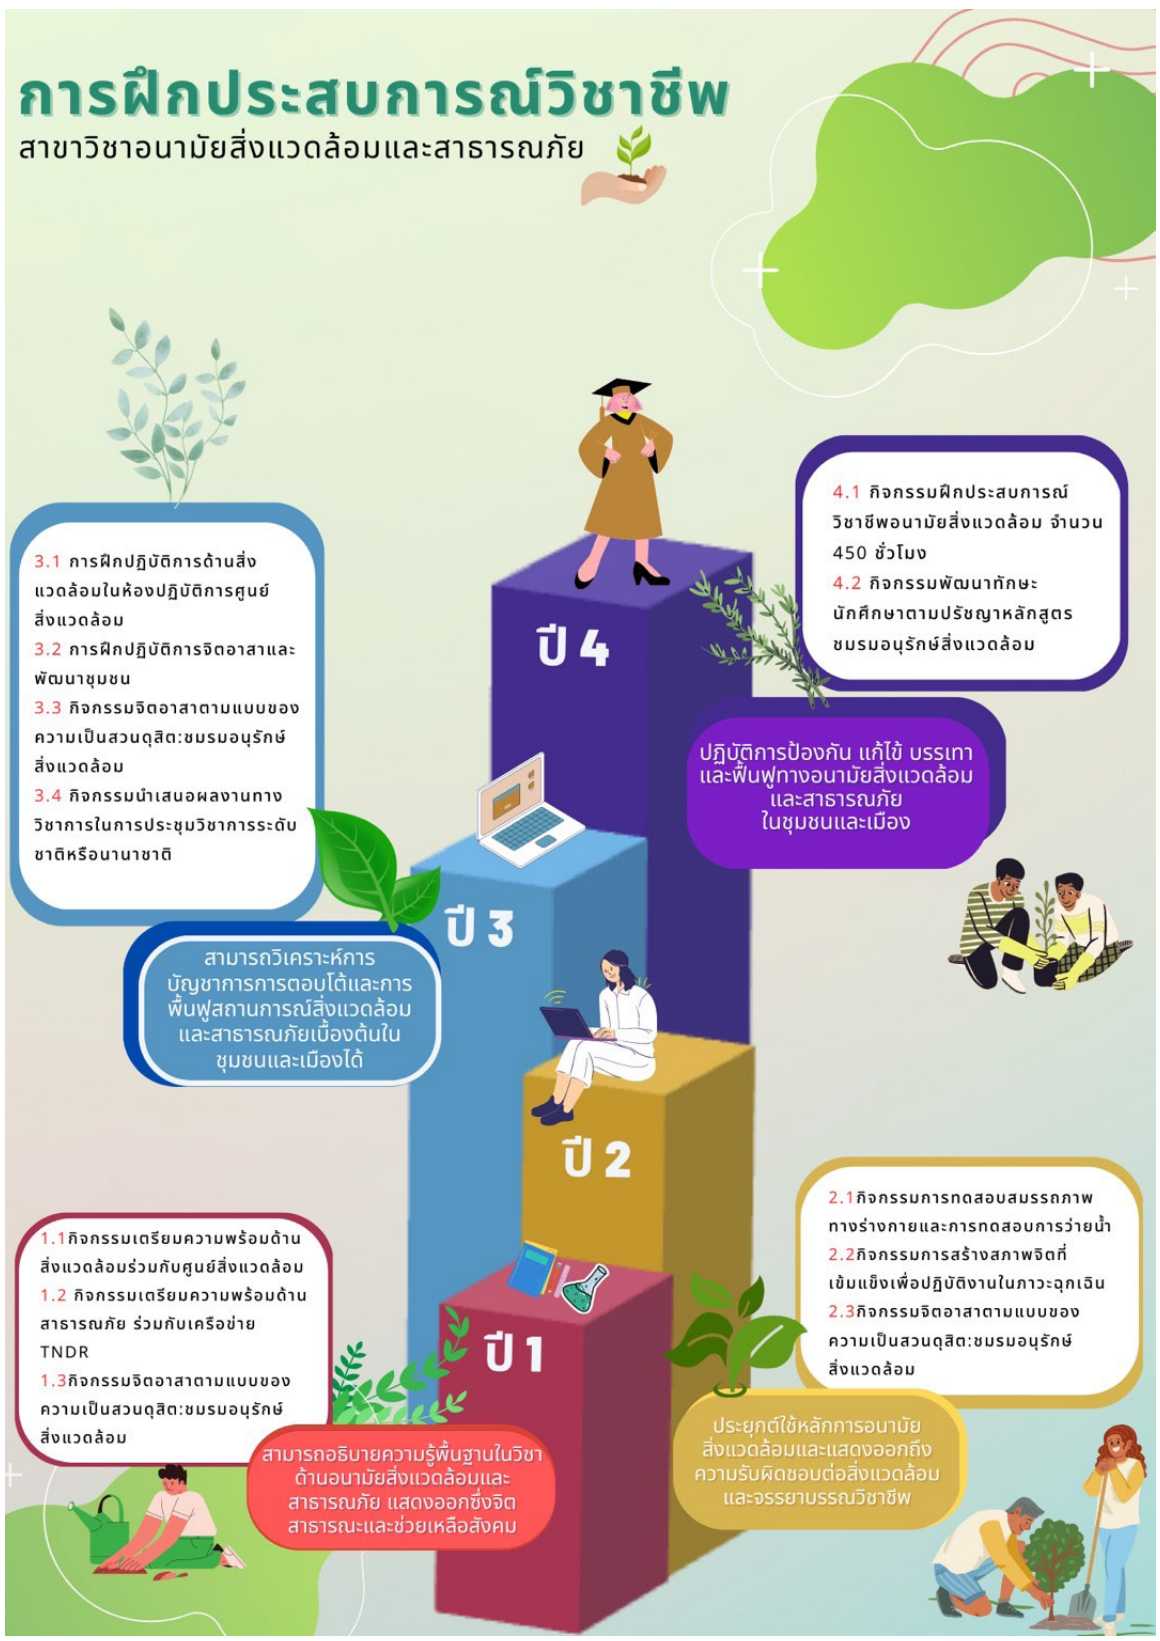 การฝึกประสบการณ์วิชาชีพ
สาขาวิชาอนามัยสิ่งแวดล้อมและสาธารณภัย
4.1 กิจกรรมฝึกประสบการณ์
วิชาชีพอนามัยสิ่งแวดล้อม จำนวน
450 ชั่วโมง
4.2 กิจกรรมพัฒนาทักษะ
นักศึกษาตามปรัชญาหลักสูตร
ชมรมอนุรักษ์สิ่งแวดล้อม
ปี 4
ปฏิบัติการป้องกัน แก้ไข้ บรรเทา
และฟื้นฟูทางอนามัยสิ่งแวดล้อม
และสาธารณภัย
ในชุมชนและเมือง
3.1 การฝึกปฏิบัติการด้านสิ่ง
แวดล้อมในห้องปฏิบัติการศูนย์
สิ่งแวดล้อม
3.2 การฝึกปฏิบัติการจิตอาสาและ
พัฒนาชุมชน
3.3 กิจกรรมจิตอาสาตามแบบของ
ความเป็นสวนดุสิต:ชมรมอนุรักษ์
สิ่งแวดล้อม
3.4 กิจกรรมนำเสนอผลงานทาง
วิชาการในการประชุมวิชาการระดับ
ชาติหรือนานาชาติ
ปี 3
สามารถวิเคราะห์การ
บัญชาการการตอบโต้และการ
พื้นฟูสถานการณ์สิ่งแวดล้อม
และสาธารณภัยเบื้องต้นใน
ชุมชนและเมืองได้
ปี 2
2.1กิจกรรมการทดสอบสมรรถภาพ
ทางร่างกายและการทดสอบการว่ายน้ำ
2.2กิจกรรมการสร้างสภาพจิตที่
เข้มแข็งเพื่อปฏิบัติงานในภาวะฉุกเฉิน
2.3กิจกรรมจิตอาสาตามแบบของ
ความเป็นสวนดุสิต:ชมรมอนุรักษ์
สิ่งแวดล้อม
ประยุกต์ใช้หลักการอนามัย
สิ่งแวดล้อมและแสดงออกถึง
ความรับผิดชอบต่อสิ่งแวดล้อม
และจรรยาบรรณวิชาชีพ
1.1กิจกรรมเตรียมความพร้อมด้าน
สิ่งแวดล้อมร่วมกับศูนย์สิ่งแวดล้อม
1.2 กิจกรรมเตรียมความพร้อมด้าน
สาธารณภัย ร่วมกับเครือข่าย
TNDR
1.3กิจกรรมจิตอาสาตามแบบของ
ความเป็นสวนดุสิต:ชมรมอนุรักษ์
สิ่งแวดล้อม
ปี 1
สามารถอธิบายความรู้พื้นฐานในวิชา
ด้านอนามัยสิ่งแวดล้อมและ
สาธารณภัย แสดงออกซึ่งจิต
สาธารณะและช่วยเหลือสังคม